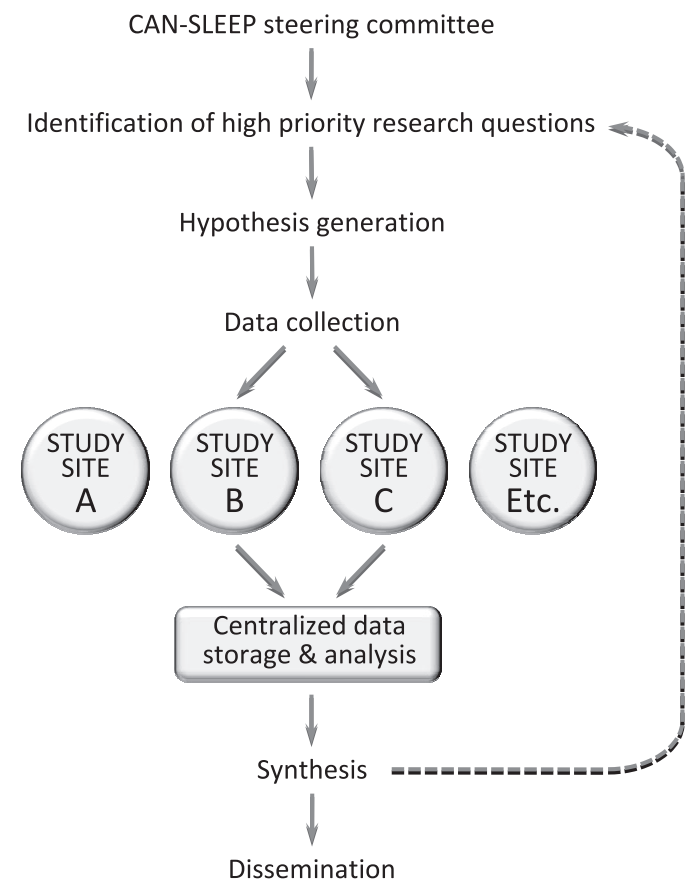 CAN-SLEEP steering committee
Identification of high priority research questions
Hypothesis generation
Data collection
STUDY
SITE
A
STUDY
SITE
B
STUDY
SITE
C
STUDY
SITE
Etc.
Centralized data
storage & analysis
Synthesis
Dissemination